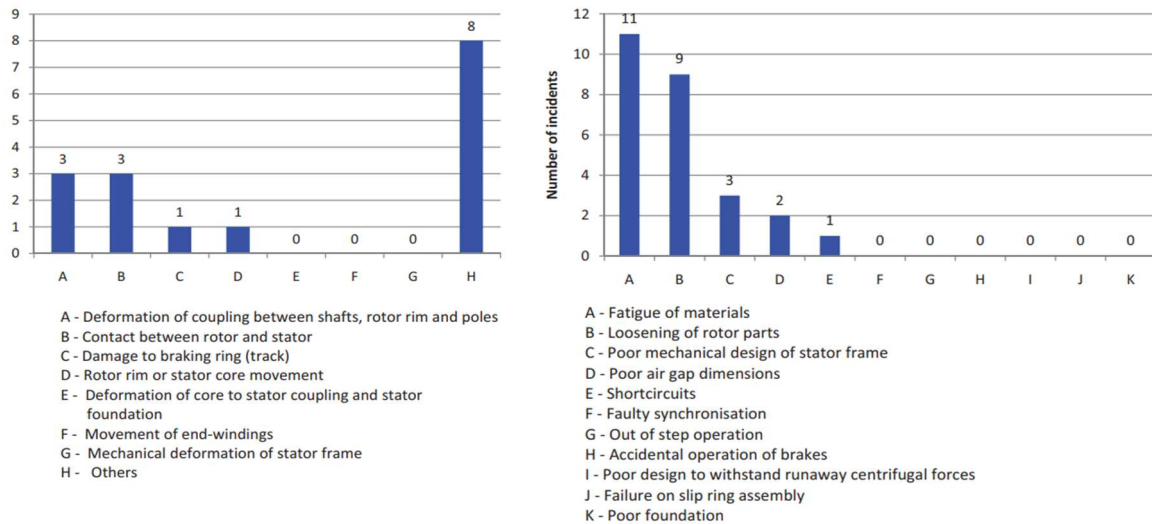 9
8
7
6
5
4
3
2
1
0
3
3
1
1
0
0
0
8
A B C D E F G H
A - Deformation of coupling between shafts, rotor rim and poles
B - Contact between rotor and stator
C - Damage to braking ring (track)
D - Rotor rim or stator core movement
E - Deformation of core to stator coupling and stator
foundation
F - Movement of end-windings
G - Mechanical deformation of stator frame
H - Others
Number of incidents
12
10
8
6
4
2
0
11
9
3
2
1
0
0
0
0
0
0
A B C D E F G H I J K
A - Fatigue of materials
B - Loosening of rotor parts
C - Poor mechanical design of stator frame
D - Poor air gap dimensions
E - Shortcircuits
F - Faulty synchronisation
G - Out of step operation
H - Accidental operation of brakes
I - Poor design to withstand runaway centrifugal forces
J - Failure on slip ring assembly
K - Poor foundation